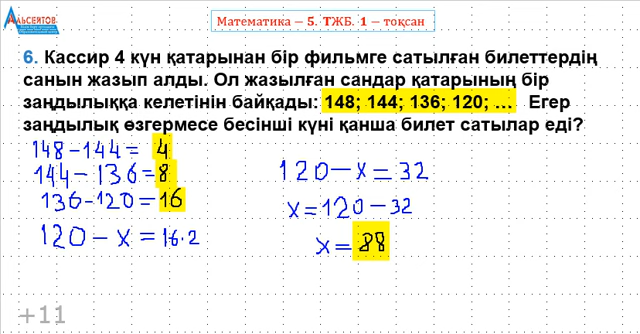 АЛЬСЕИТОВ
Математика – 5. ТЖБ. 1 – тоқсан
6. Кассир 4 күн қатарынан бір фильмге сатылған билеттердің
санын жазып алды. Ол жазылған сандар қатарының бір
заңдылыққа келетінін байқады: 148; 144; 136; 120; … Егер
заңдылық өзгермесе бесінші күні қанша билет сатылар еді?
148-144= 4
144-136=8
136-120=16
120-x=16·2
120-x=32
x=120-32
x=88
+11